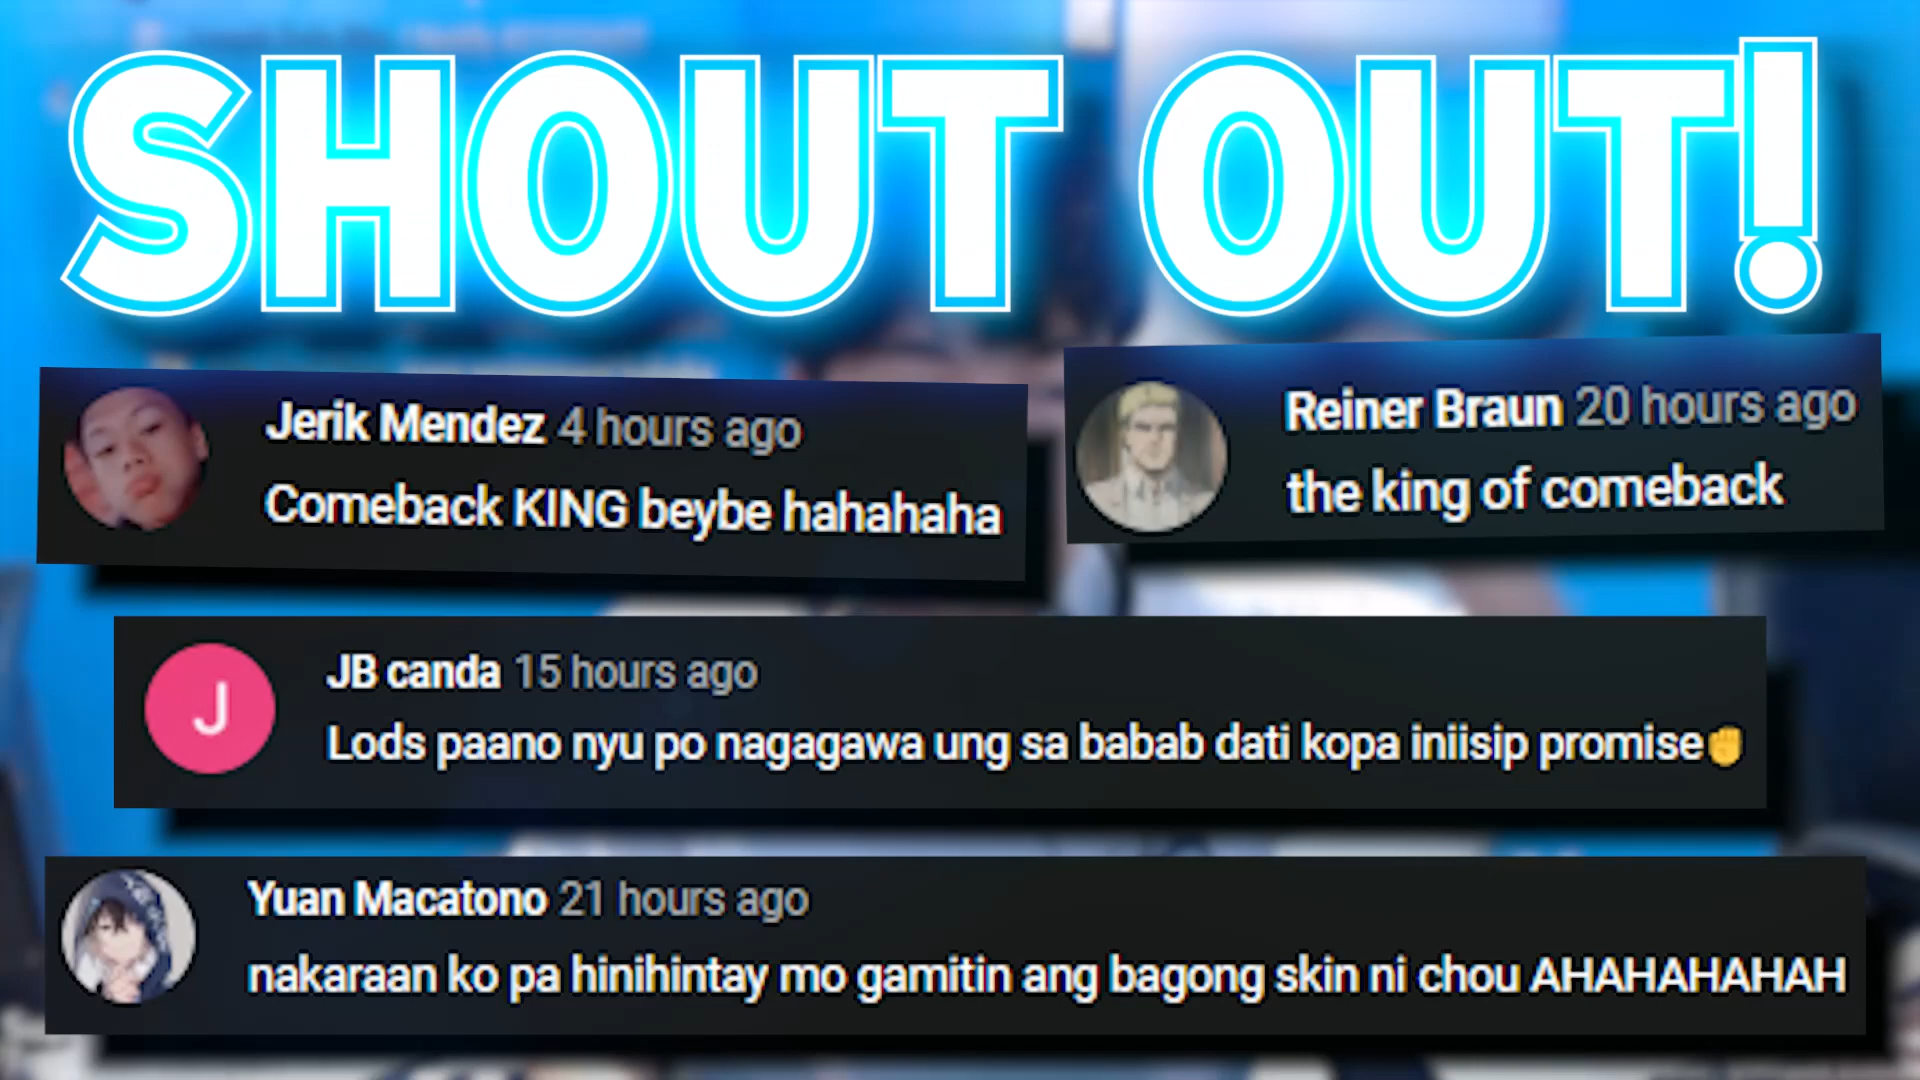 SHOUT OUT!
Jerik Mendez 4 hours ago
Comeback KING beybe hahahaha
Reiner Braun 20 hours ago
the king of comeback
J
JB canda 15 hours ago
Lods paano nyu po nagagawa ung sa babab dati kopa iniisip promise✊
Yuan Macatono 21 hours ago
nakaraan ko pa hinihintay mo gamitin ang bagong skin ni chou AHAHAHAHAH